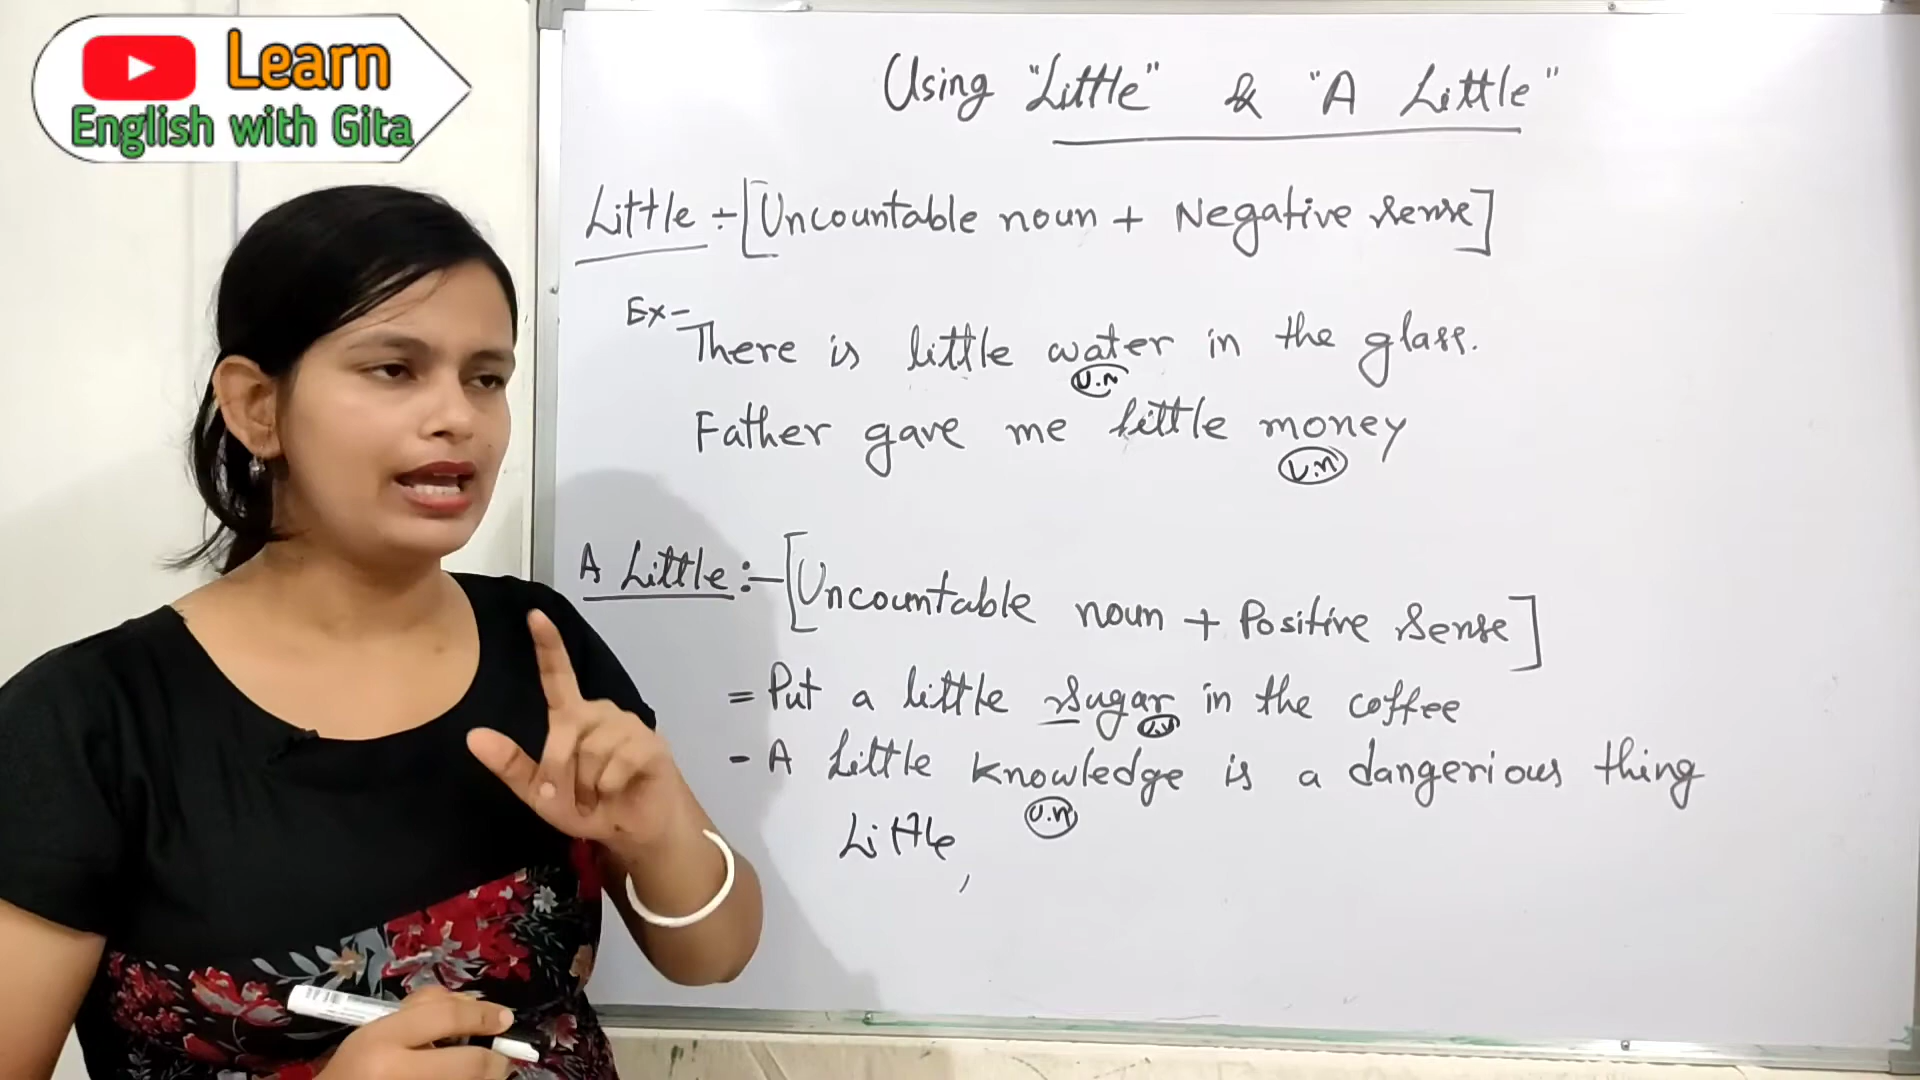 Learn
English with Gita
Using "Little" & "A Little"
Little ÷ [Uncountable noun + Negative sense]
Ex- There is little water in the glass.
U.n
Father gave me little money
U.n
A Little :- [Uncountable noun + Positive sense]
= Put a little sugar in the coffee
- A Little knowledge is a dangerious thing
U.n
Little,